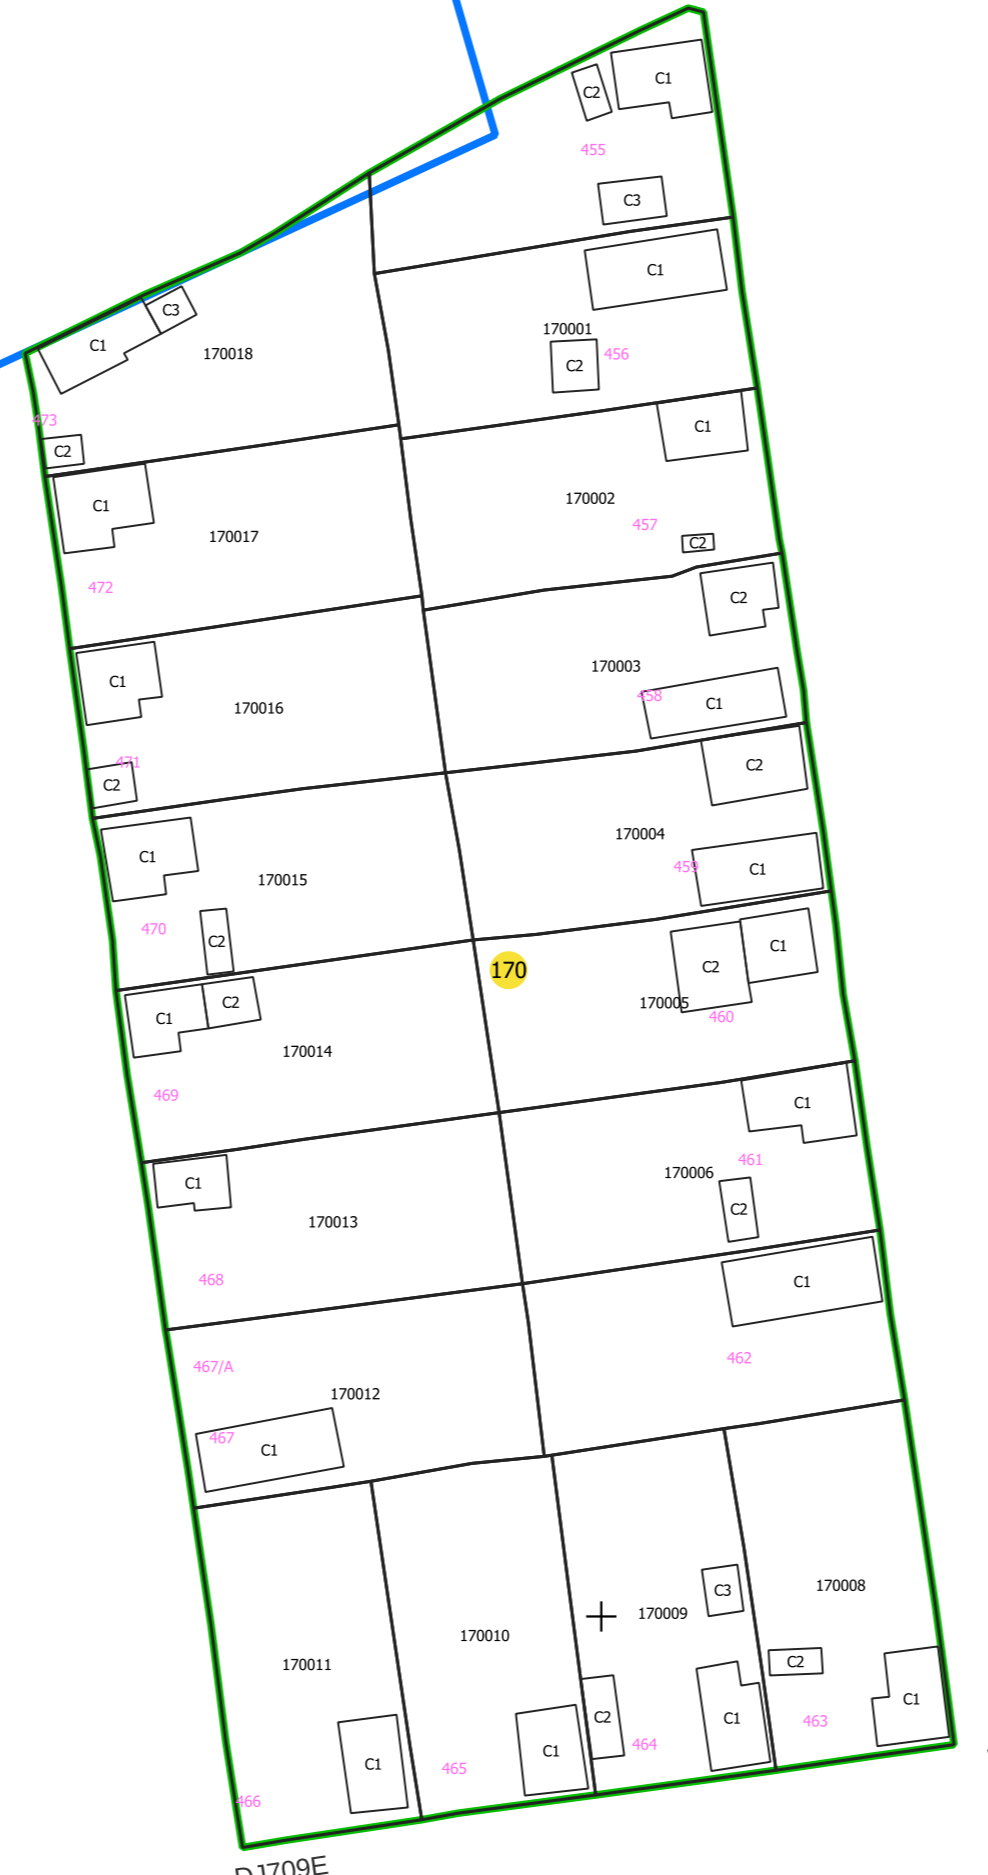 C1
C2
455
C3
C1
170001
456
C2
C3
C1
170018
473
C2
C1
170002
457
C2
C1
170017
472
C2
170003
458
C1
C1
170016
471
C2
C2
170004
459
C1
C1
170015
470
C2
170
C1
C2
170005
460
C2
C1
170014
469
C1
461
170006
C2
C1
170013
468
C1
462
467/A
170012
467
C1
170008
C3
170009
170010
170011
C2
C1
463
C1
C2
C1
464
C1
465
C1
466
DJ709E